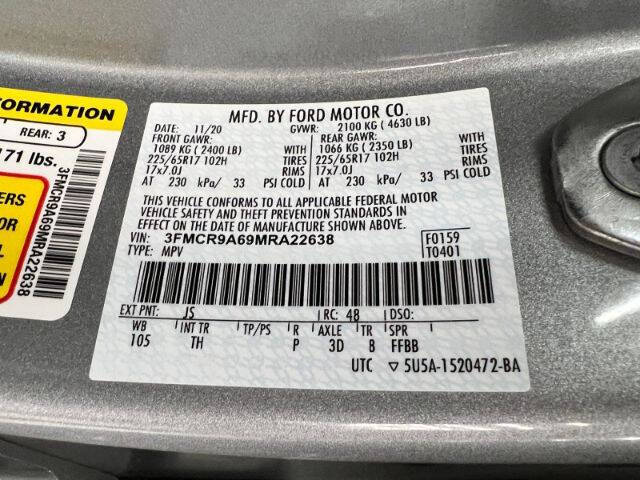 FORMATION
REAR: 3
171 lbs.
ERS
OR
L
3FMCR9A69MRA22638
MFD. BY FORD MOTOR CO.
DATE: 11/20 GVWR: 2100 KG ( 4630 LB)
FRONT GAWR: REAR GAWR:
1089 KG ( 2400 LB) 1066 KG ( 2350 LB)
225/65R17 102H TIRES 225/65R17 102H TIRES
17x7.0J RIMS 17x7.0J RIMS
AT 230 kPa/ 33 PSI COLD AT 230 kPa/ 33 PSI COLD
THIS VEHICLE CONFORMS TO ALL APPLICABLE FEDERAL MOTOR
VEHICLE SAFETY AND THEFT PREVENTION STANDARDS IN EFFECT
ON THE DATE OF MANUFACTURE SHOWN ABOVE.
VIN: 3FMCR9A69MRA22638 F0159
TYPE: MPV T0401
EXT PNT: JS RC: 48 DSO:
WB INT TR TP/PS R AXLE TR SPR
105 TH P 3D 8 FFBB
UTC ▽ 5U5A-1520472-BA